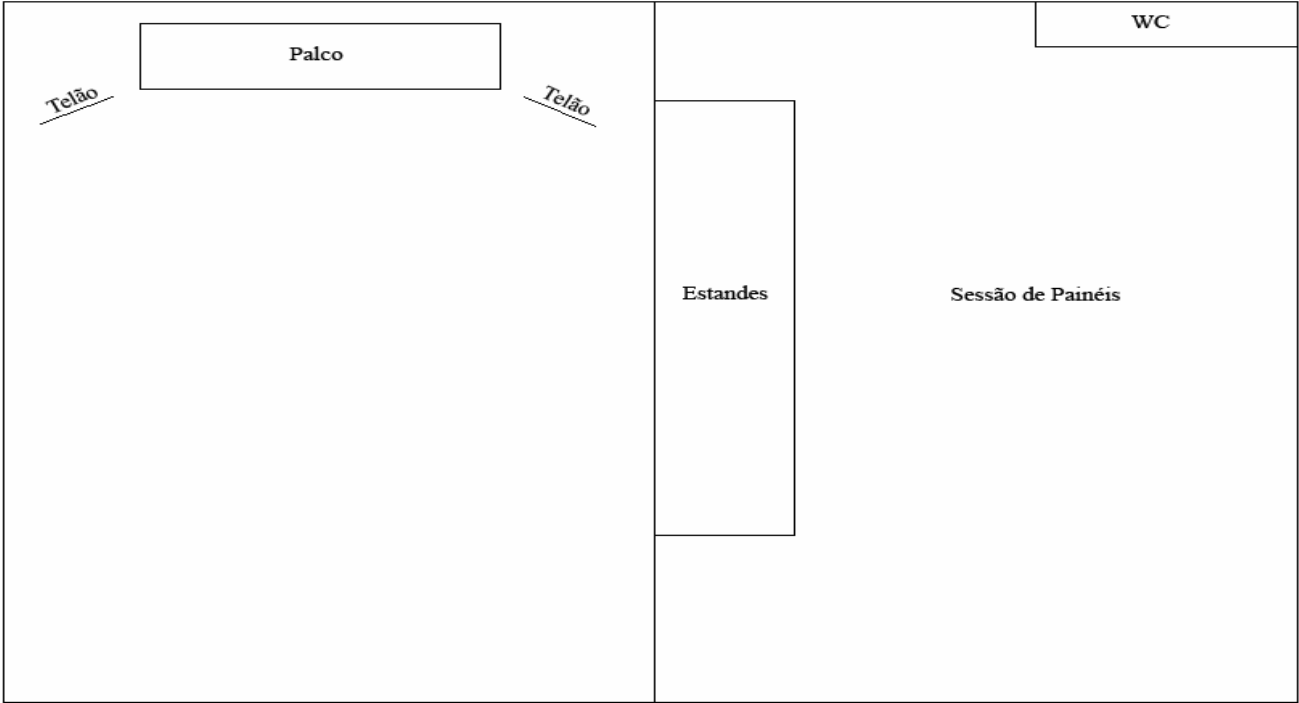 Palco
Telão
Telão
WC
Estandes
Sessão de Painéis